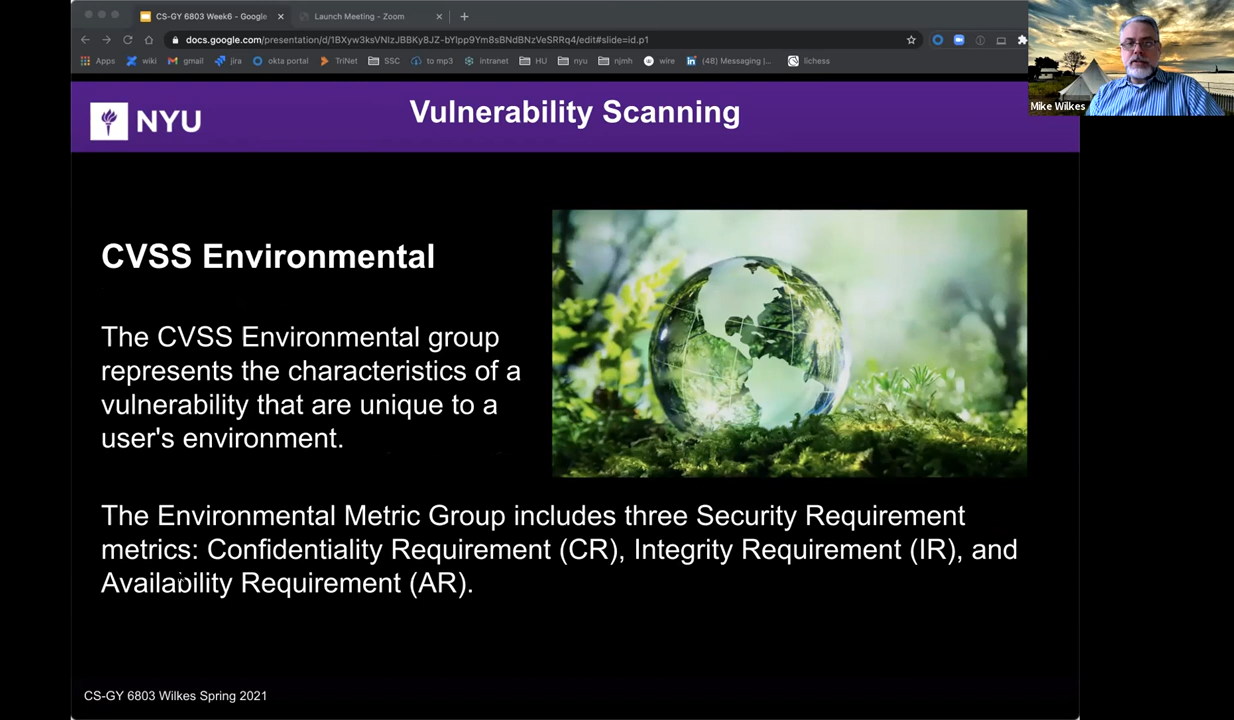 CS-GY 6803 Week6 - Google
Launch Meeting - Zoom
docs.google.com/presentation/d/1BXyw3ksVNIzJBBKy8JZ-bYlpp9Ym8sBNdBNzVeSRRq4/edit#slide=id.p1
Apps wiki gmail jira okta portal TriNet SSC to mp3 intranet HU nyu njmh wire (48) Messaging |... lichess
Mike Wilkes
NYU
Vulnerability Scanning
CVSS Environmental
The CVSS Environmental group
represents the characteristics of a
vulnerability that are unique to a
user's environment.
The Environmental Metric Group includes three Security Requirement
metrics: Confidentiality Requirement (CR), Integrity Requirement (IR), and
Availability Requirement (AR).
CS-GY 6803 Wilkes Spring 2021